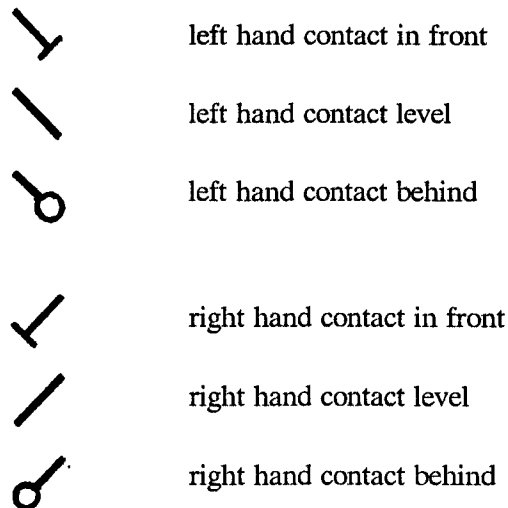 left hand contact in front
left hand contact level
left hand contact behind
right hand contact in front
right hand contact level
right hand contact behind